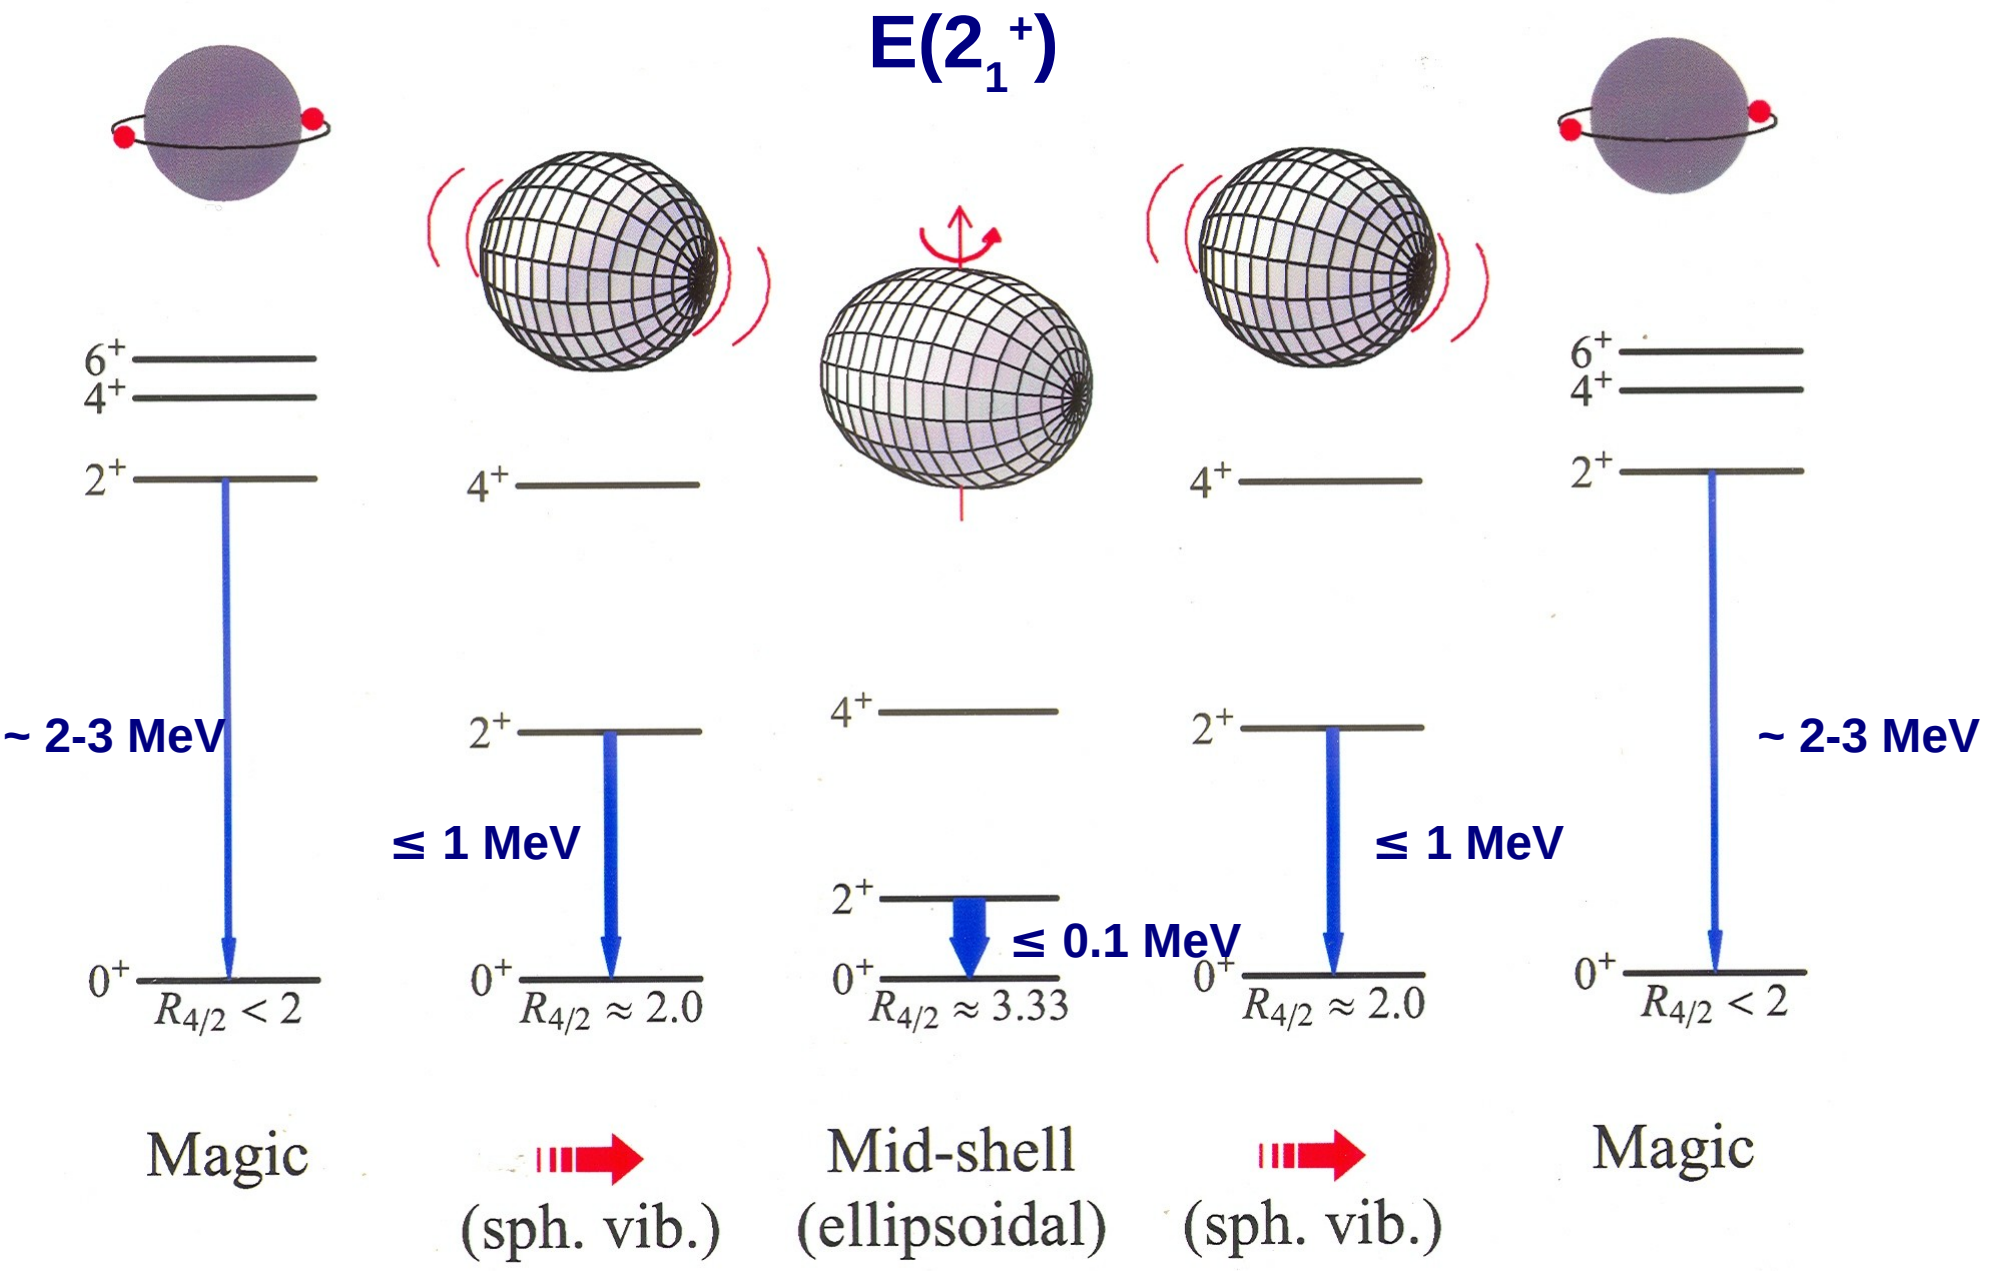 E(2₁⁺)
6⁺
4⁺
2⁺
~ 2-3 MeV
0⁺
R₄/₂ < 2
Magic
4⁺
2⁺
≤ 1 MeV
0⁺
R₄/₂ ≈ 2.0
(sph. vib.)
4⁺
2⁺
≤ 0.1 MeV
0⁺
R₄/₂ ≈ 3.33
Mid-shell
(ellipsoidal)
4⁺
2⁺
≤ 1 MeV
0⁺
R₄/₂ ≈ 2.0
(sph. vib.)
6⁺
4⁺
2⁺
~ 2-3 MeV
0⁺
R₄/₂ < 2
Magic